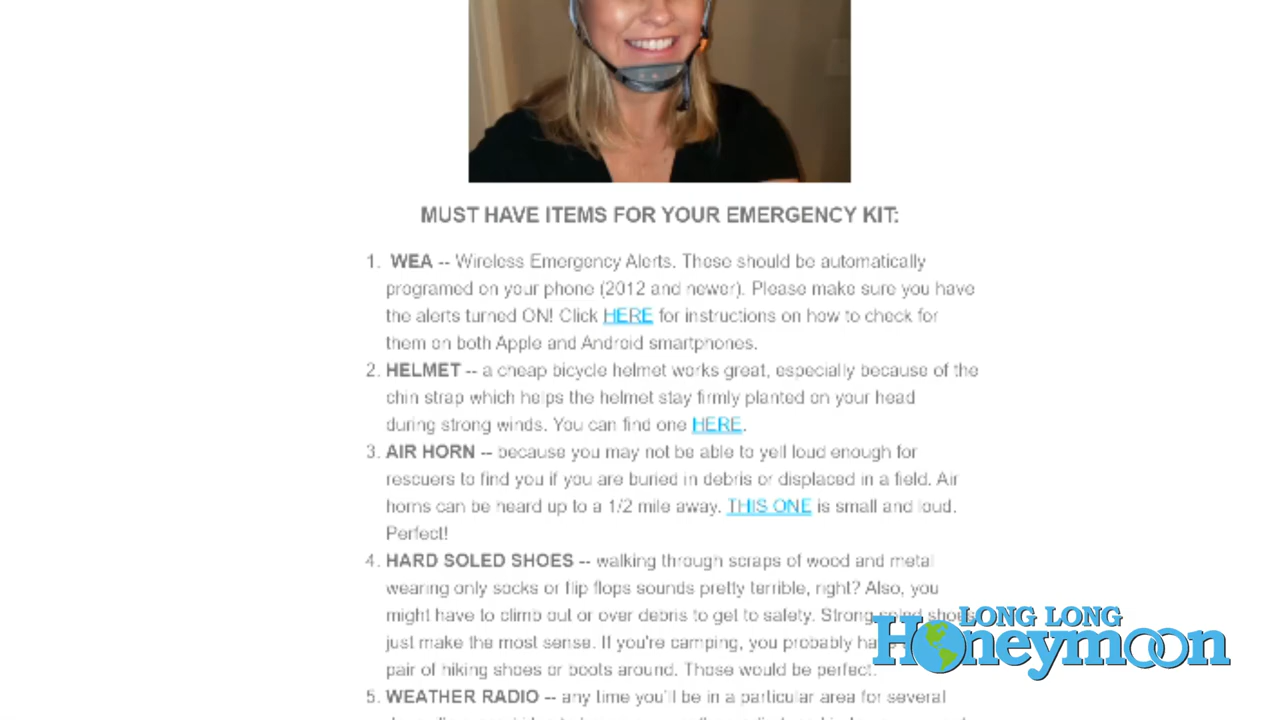 MUST HAVE ITEMS FOR YOUR EMERGENCY KIT:
1. WEA -- Wireless Emergency Alerts. These should be automatically
programed on your phone (2012 and newer). Please make sure you have
the alerts turned ON! Click HERE for instructions on how to check for
them on both Apple and Android smartphones.
2. HELMET -- a cheap bicycle helmet works great, especially because of the
chin strap which helps the helmet stay firmly planted on your head
during strong winds. You can find one HERE.
3. AIR HORN -- because you may not be able to yell loud enough for
rescuers to find you if you are buried in debris or displaced in a field. Air
horns can be heard up to a 1/2 mile away. THIS ONE is small and loud.
Perfect!
4. HARD SOLED SHOES -- walking through scraps of wood and metal
wearing only socks or flip flops sounds pretty terrible, right? Also, you
might have to climb out or over debris to get to safety. Strong soled shoes
just make the most sense. If you're camping, you probably
pair of hiking shoes or boots around. Those would be perfect.
5. WEATHER RADIO -- any time you'll be in a particular area for several
LONG LONG
Honeymoon